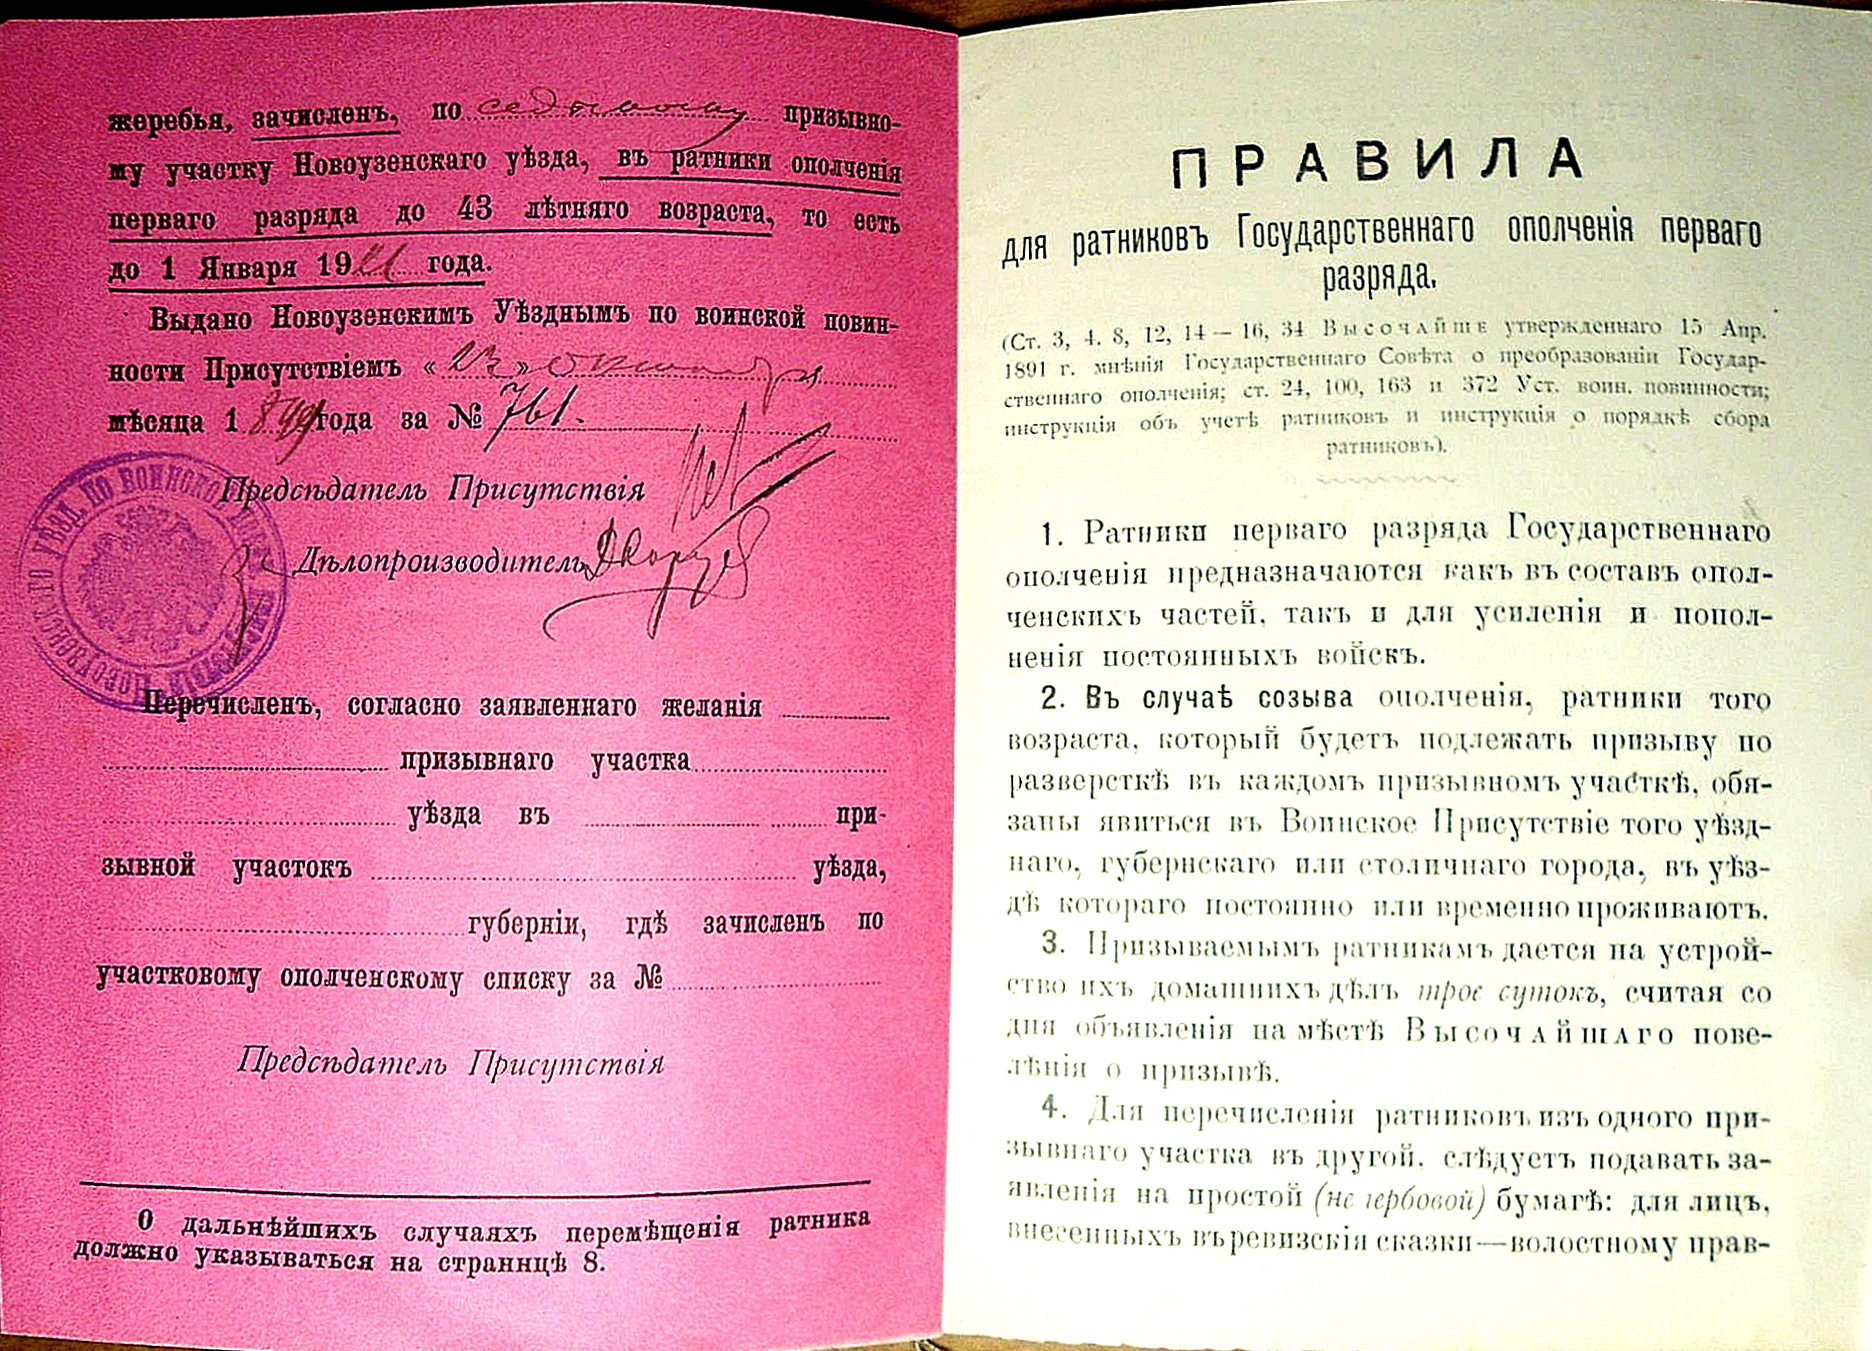 жеребья, зачисленъ, по седьмому призывно-
му участку Новоузенскаго уѣзда, въ ратники ополченія
перваго разряда до 43 лѣтняго возраста, то есть
до 1 Января 19 года.
Выдано Новоузенскимъ Уѣзднымъ по воинской повин-
ности Присутствіемъ « » октября
мѣсяца 1899 года за № 761.
Предсѣдатель Присутствія
Дѣлопроизводитель
Перечисленъ, согласно заявленнаго желанія
призывнаго участка
уѣзда въ при-
зывной участокъ уѣзда,
губерніи, гдѣ зачисленъ по
участковому ополченскому списку за №
Предсѣдатель Присутствія
О дальнѣйшихъ случаяхъ перемѣщенія ратника
должно указываться на страннцѣ 8.
ПРАВИЛА
для ратниковъ Государственнаго ополченія перваго
разряда.
(Ст. 3, 4. 8, 12, 14 — 16, 34 ВЫСОЧАЙШЕ утвержденнаго 15 Апр.
1891 г. мнѣнія Государственнаго Совѣта о преобразованіи Государ-
ственнаго ополченія; ст. 24, 100, 163 и 372 Уст. воин. повинности;
инструкція объ учетѣ ратниковъ и инструкція о порядкѣ сбора
ратниковъ).
1. Ратники перваго разряда Государственнаго
ополченія предназначаются какъ въ составъ опол-
ченскихъ частей, такъ и для усиленія и попол-
ненія постоянныхъ войскъ.
2. Въ случаѣ созыва ополченія, ратники того
возраста, который будетъ подлежать призыву по
разверсткѣ въ каждомъ призывномъ участкѣ, обя-
заны явиться въ Воинское Присутствіе того уѣзд-
наго, губернскаго или столичнаго города, въ уѣз-
дѣ котораго постоянно или временно проживаютъ.
3. Призываемымъ ратникамъ дается на устрой-
ство ихъ домашнихъ дѣлъ трое сутокъ, считая со
дня объявленія на мѣстѣ ВЫСОЧАЙШАГО пове-
лѣнія о призывѣ.
4. Для перечисленія ратниковъ изъ одного при-
зывнаго участка въ другой, слѣдуетъ подавать за-
явленія на простой (не гербовой) бумагѣ: для лицъ,
внесенныхъ въ ревизскія сказки—волостному прав-